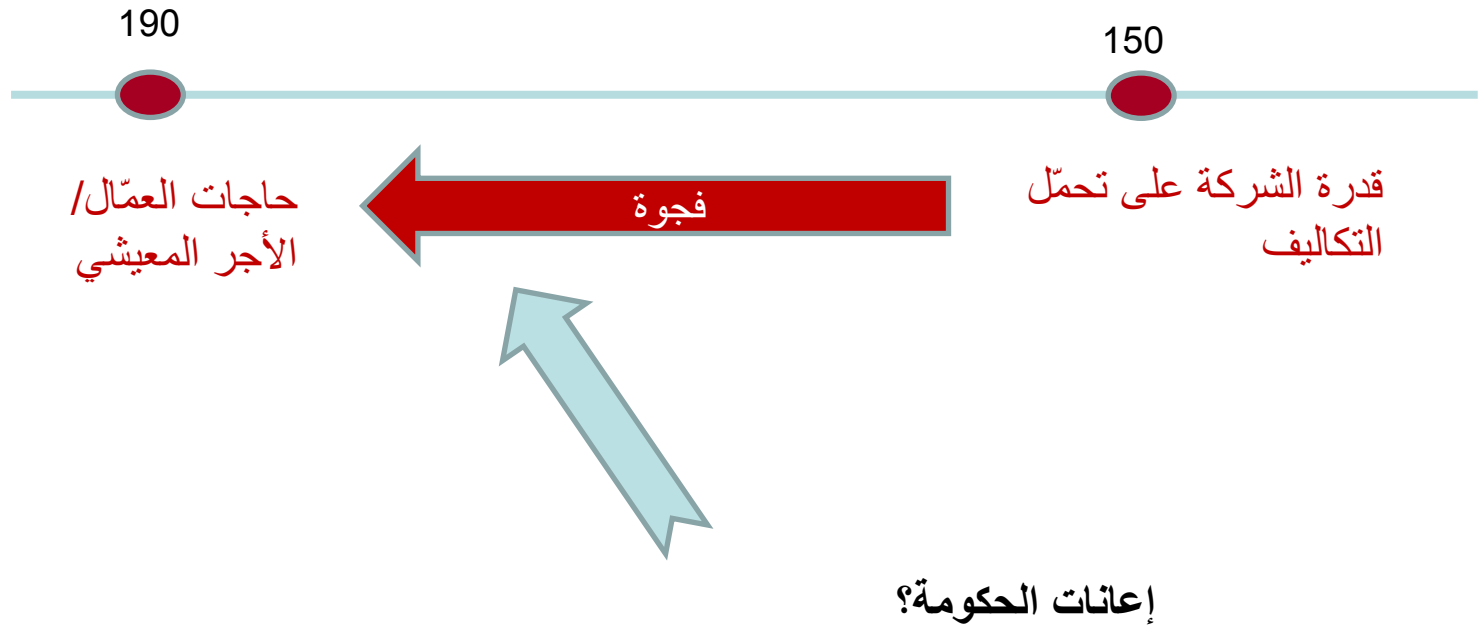 150
190
قدرة الشركة على تحمّل
التكاليف
فجوة
حاجات العمّال/
الأجر المعيشي
إعانات الحكومة؟